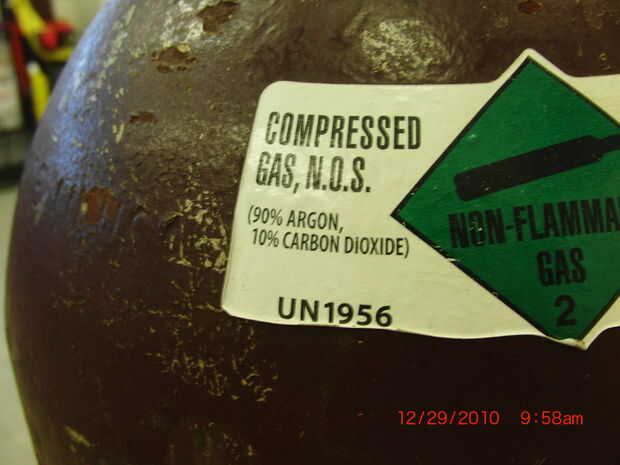 COMPRESSED
GAS, N.O.S.
(90% ARGON,
10% CARBON DIOXIDE)
UN1956
NON-FLAMMA
GAS
2
12/29/2010 9:58am